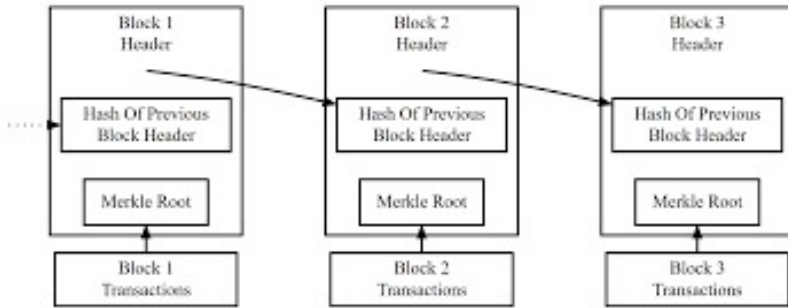 Block 1
Header
Block 2
Header
Block 3
Header
Hash Of Previous
Block Header
Hash Of Previous
Block Header
Hash Of Previous
Block Header
Merkle Root
Merkle Root
Merkle Root
Block 1
Transactions
Block 2
Transactions
Block 3
Transactions